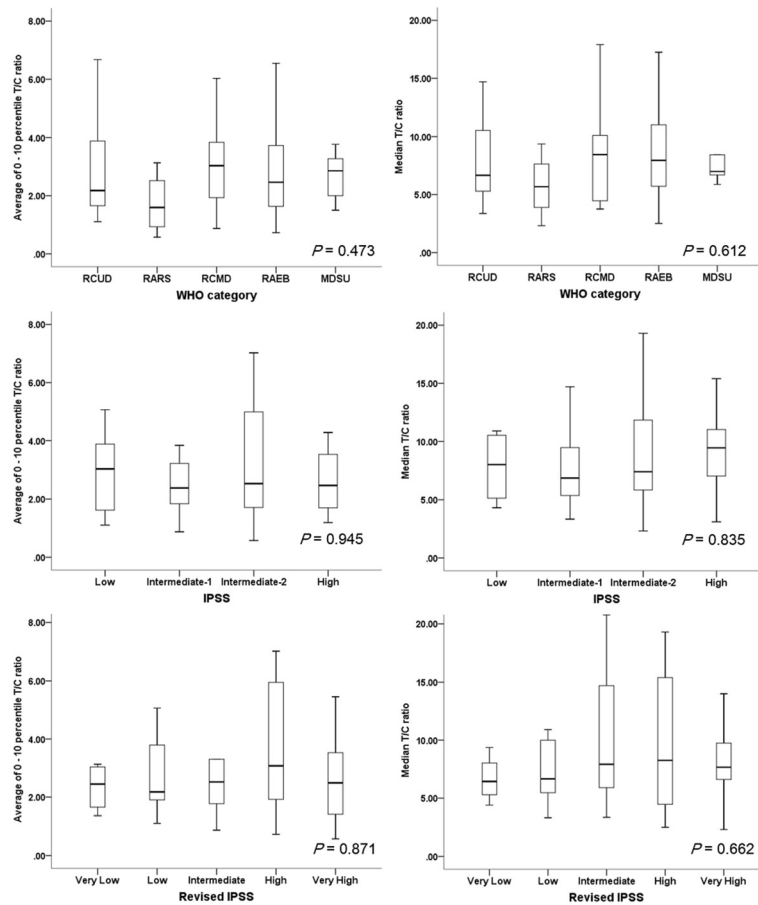 Average of 0 - 10 percentile T/C ratio
8.00
6.00
4.00
2.00
.00
P = 0.473
RCUD RARS RCMD RAEB MDSU
WHO category
Median T/C ratio
20.00
15.00
10.00
5.00
.00
P = 0.612
RCUD RARS RCMD RAEB MDSU
WHO category
Average of 0 - 10 percentile T/C ratio
8.00
6.00
4.00
2.00
.00
P = 0.945
Low Intermediate-1 Intermediate-2 High
IPSS
Median T/C ratio
20.00
15.00
10.00
5.00
.00
P = 0.835
Low Intermediate-1 Intermediate-2 High
IPSS
Average of 0 - 10 percentile T/C ratio
8.00
6.00
4.00
2.00
.00
P = 0.871
Very Low Low Intermediate High Very High
Revised IPSS
Median T/C ratio
20.00
15.00
10.00
5.00
.00
P = 0.662
Very Low Low Intermediate High Very High
Revised IPSS